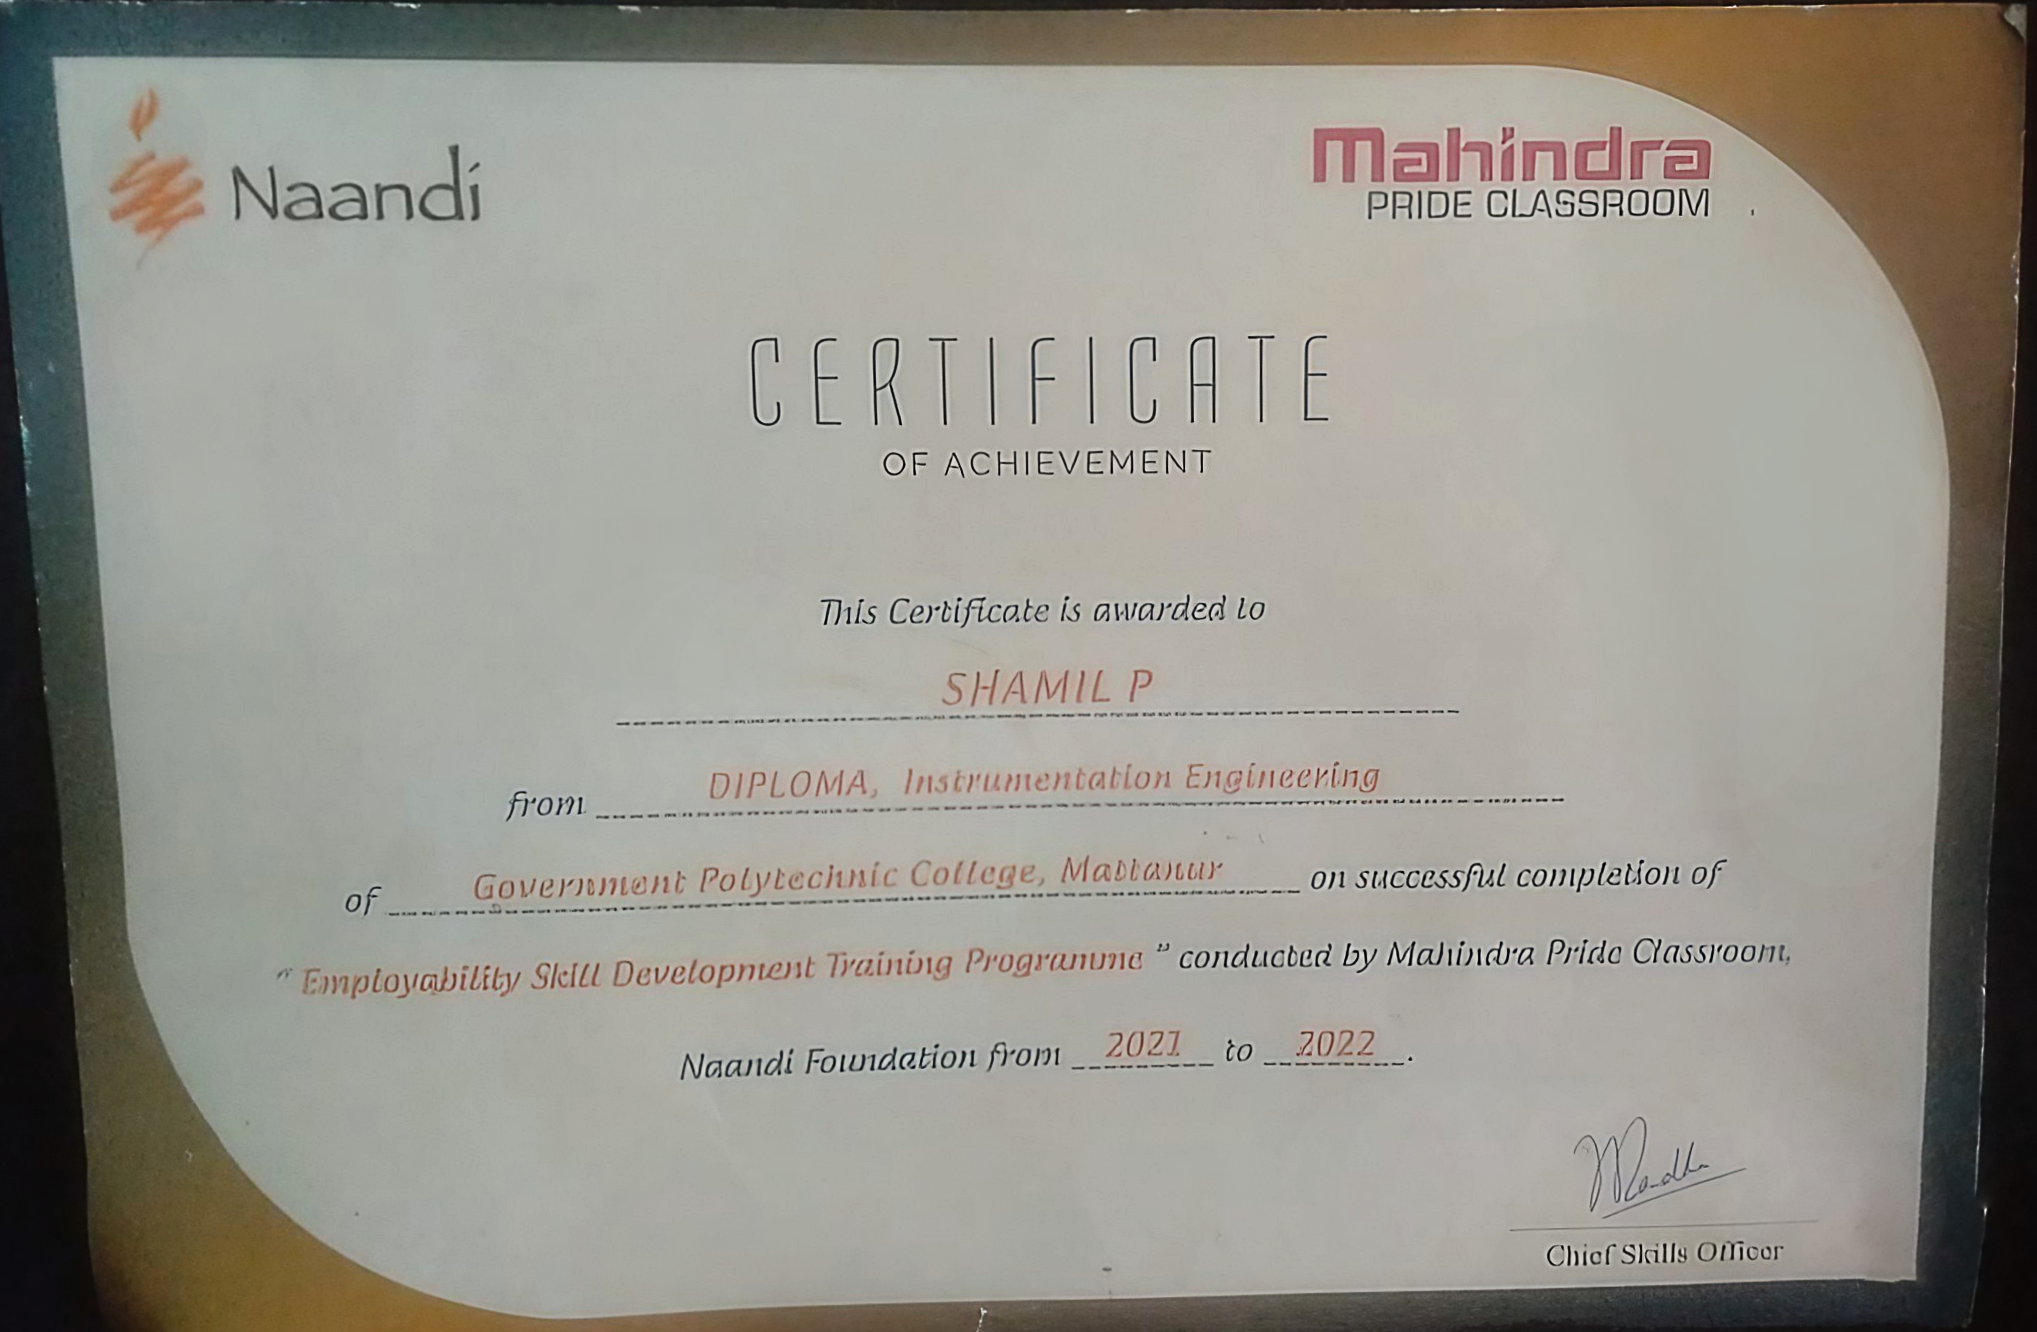 Naandi
Mahindra
PRIDE CLASSROOM
CERTIFICATE
OF ACHIEVEMENT
This Certificate is awarded to
SHAMIL P
from DIPLOMA, Instrumentation Engineering
of Government Polytechnic College, Mattanur on successful completion of
" Employability Skill Development Training Programme " conducted by Mahindra Pride Classroom,
Naandi Foundation from 2021 to 2022.
Chief Skills Officer